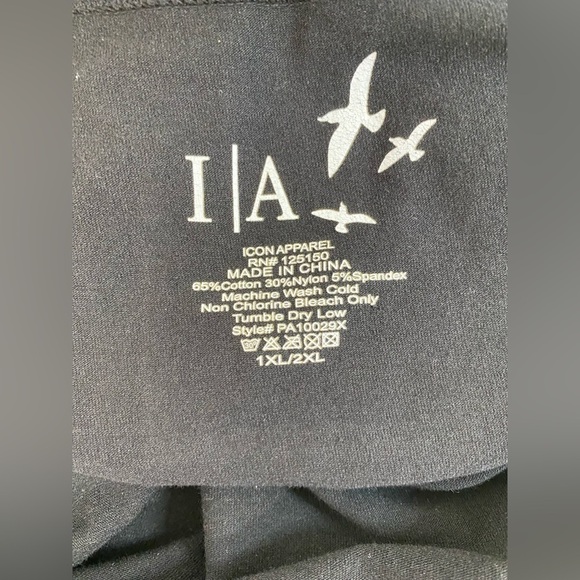 I|A
ICON APPAREL
RN# 125150
MADE IN CHINA
65%Cotton 30%Nylon 5%Spandex
Machine Wash Cold
Non Chlorine Bleach Only
Tumble Dry Low
Style# PA10029X
1XL/2XL